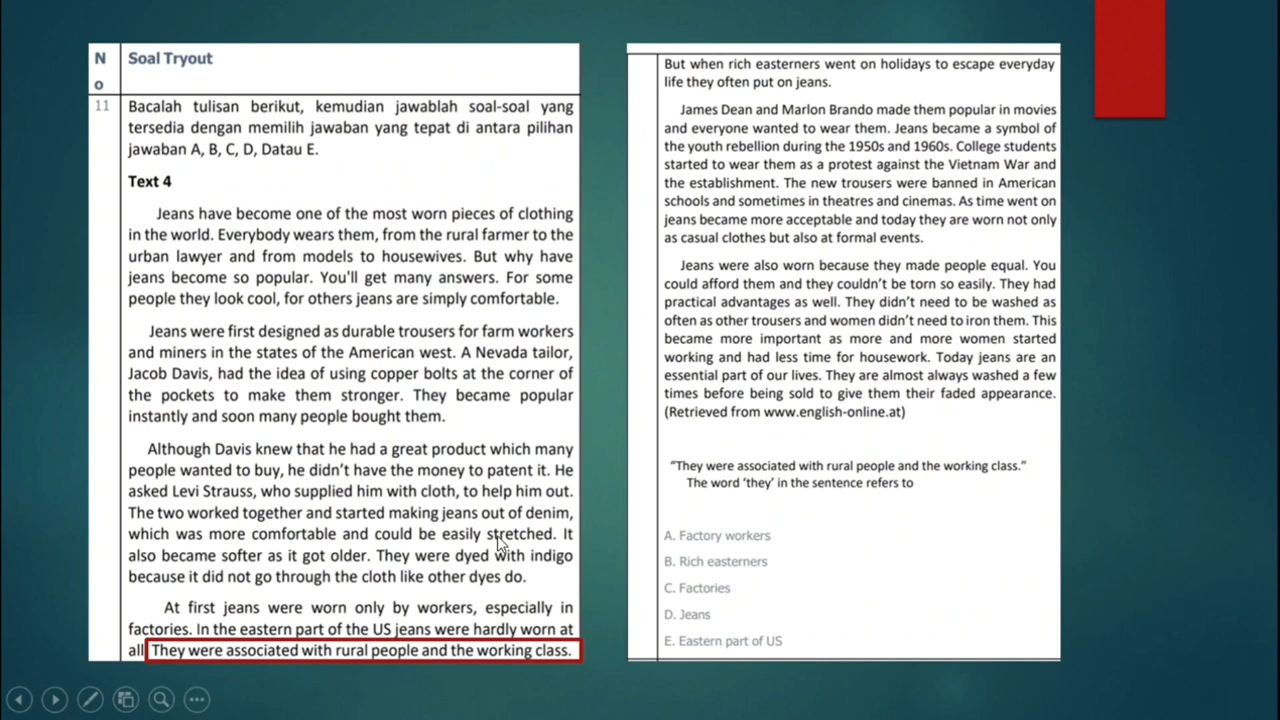 N
o
Soal Tryout
11
Bacalah tulisan berikut, kemudian jawablah soal-soal yang
tersedia dengan memilih jawaban yang tepat di antara pilihan
jawaban A, B, C, D, Datau E.
Text 4
Jeans have become one of the most worn pieces of clothing
in the world. Everybody wears them, from the rural farmer to the
urban lawyer and from models to housewives. But why have
jeans become so popular. You'll get many answers. For some
people they look cool, for others jeans are simply comfortable.
Jeans were first designed as durable trousers for farm workers
and miners in the states of the American west. A Nevada tailor,
Jacob Davis, had the idea of using copper bolts at the corner of
the pockets to make them stronger. They became popular
instantly and soon many people bought them.
Although Davis knew that he had a great product which many
people wanted to buy, he didn’t have the money to patent it. He
asked Levi Strauss, who supplied him with cloth, to help him out.
The two worked together and started making jeans out of denim,
which was more comfortable and could be easily stretched. It
also became softer as it got older. They were dyed with indigo
because it did not go through the cloth like other dyes do.
At first jeans were worn only by workers, especially in
factories. In the eastern part of the US jeans were hardly worn at
all They were associated with rural people and the working class.
But when rich easterners went on holidays to escape everyday
life they often put on jeans.
James Dean and Marlon Brando made them popular in movies
and everyone wanted to wear them. Jeans became a symbol of
the youth rebellion during the 1950s and 1960s. College students
started to wear them as a protest against the Vietnam War and
the establishment. The new trousers were banned in American
schools and sometimes in theatres and cinemas. As time went on
jeans became more acceptable and today they are worn not only
as casual clothes but also at formal events.
Jeans were also worn because they made people equal. You
could afford them and they couldn’t be torn so easily. They had
practical advantages as well. They didn’t need to be washed as
often as other trousers and women didn’t need to iron them. This
became more important as more and more women started
working and had less time for housework. Today jeans are an
essential part of our lives. They are almost always washed a few
times before being sold to give them their faded appearance.
(Retrieved from www.english-online.at)
“They were associated with rural people and the working class.”
The word ‘they’ in the sentence refers to
A. Factory workers
B. Rich easterners
C. Factories
D. Jeans
E. Eastern part of US